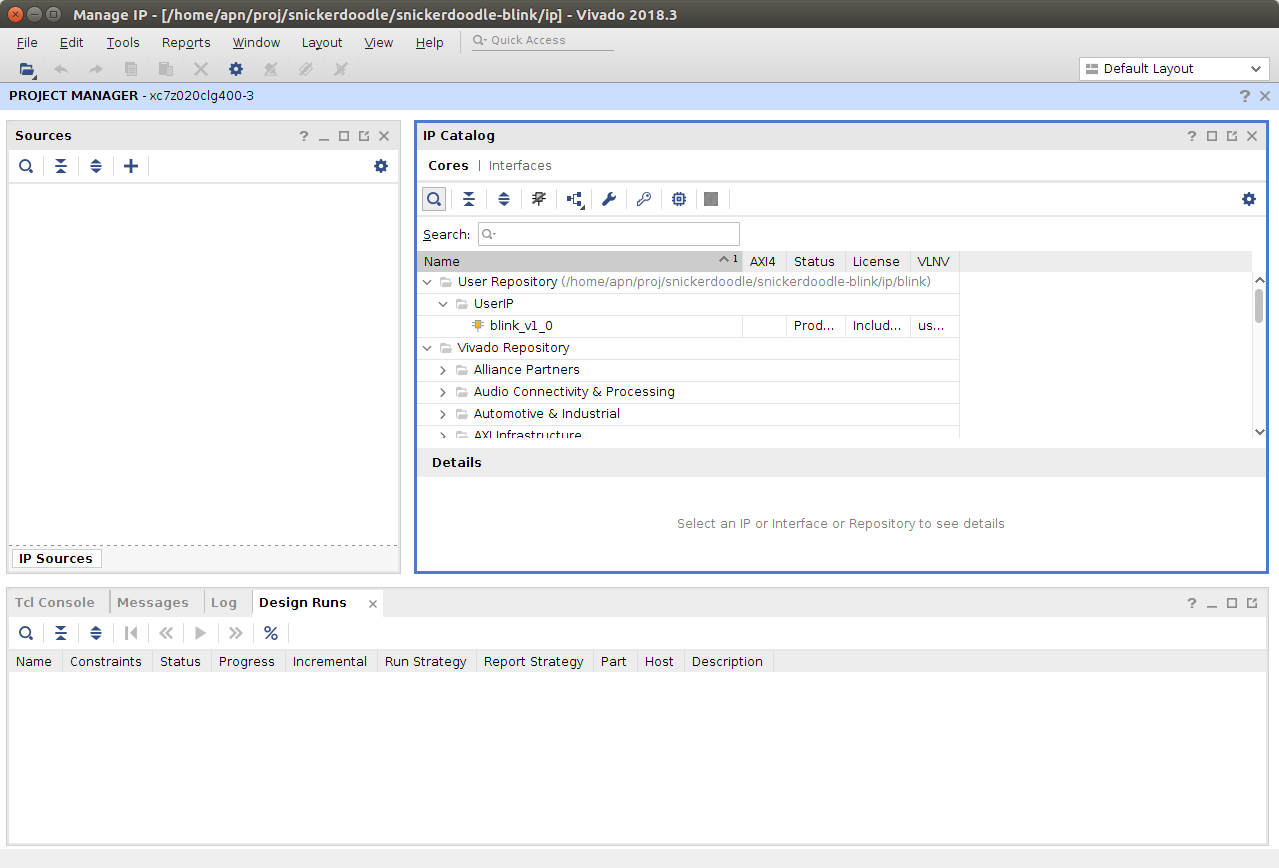 Manage IP - [/home/apn/proj/snickerdoodle/snickerdoodle-blink/ip] - Vivado 2018.3
File Edit Tools Reports Window Layout View Help Quick Access
Default Layout
PROJECT MANAGER - xc7z020clg400-3
Sources
IP Sources
IP Catalog
Cores | Interfaces
Search:
Name 1 AXI4 Status License VLNV
User Repository (/home/apn/proj/snickerdoodle/snickerdoodle-blink/ip/blink)
UserIP
blink_v1_0 Prod... Includ... us...
Vivado Repository
Alliance Partners
Audio Connectivity & Processing
Automotive & Industrial
AXI Infrastructure
Details
Select an IP or Interface or Repository to see details
Tcl Console Messages Log Design Runs
Name Constraints Status Progress Incremental Run Strategy Report Strategy Part Host Description